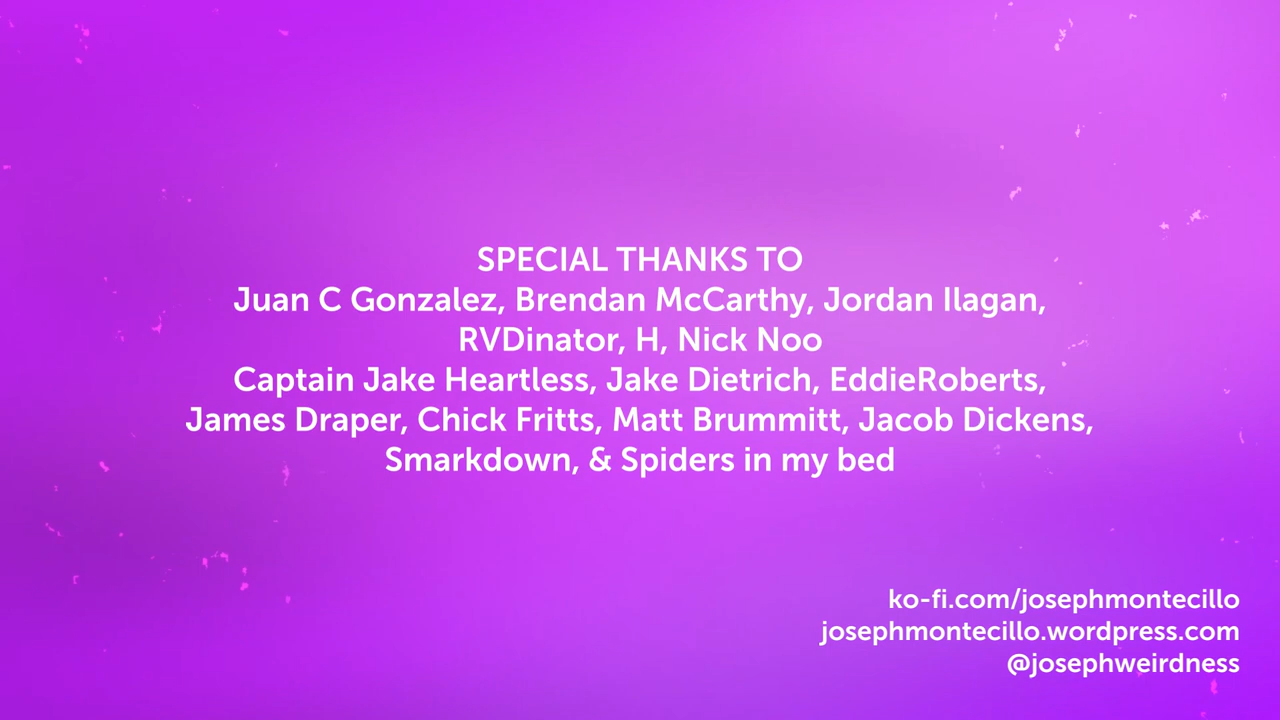 SPECIAL THANKS TO
Juan C Gonzalez, Brendan McCarthy, Jordan Ilagan,
RVDinator, H, Nick Noo
Captain Jake Heartless, Jake Dietrich, EddieRoberts,
James Draper, Chick Fritts, Matt Brummitt, Jacob Dickens,
Smarkdown, & Spiders in my bed
ko-fi.com/josephmontecillo
josephmontecillo.wordpress.com
@josephweirdness